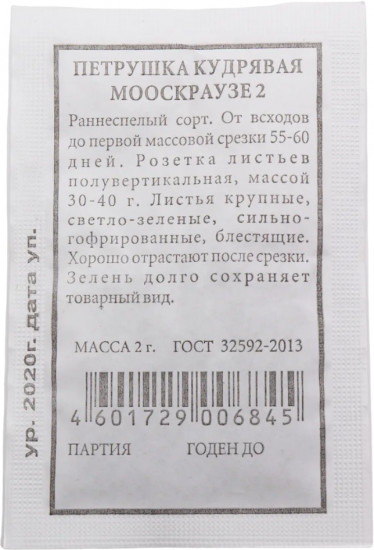 ПЕТРУШКА КУДРЯВАЯ
МООСКРАУЗЕ 2
Раннеспелый сорт. От всходов
до первой массовой срезки 55-60
дней. Розетка листьев
полувертикальная, массой
30-40 г. Листья крупные,
светло-зеленые, сильно-
гофрированные, блестящие.
Хорошо отрастают после срезки.
Зелень долго сохраняет
товарный вид.
МАССА 2 г. ГОСТ 32592-2013
4 601729 006845
ПАРТИЯ ГОДЕН ДО
ур. 2020г. дата уп.